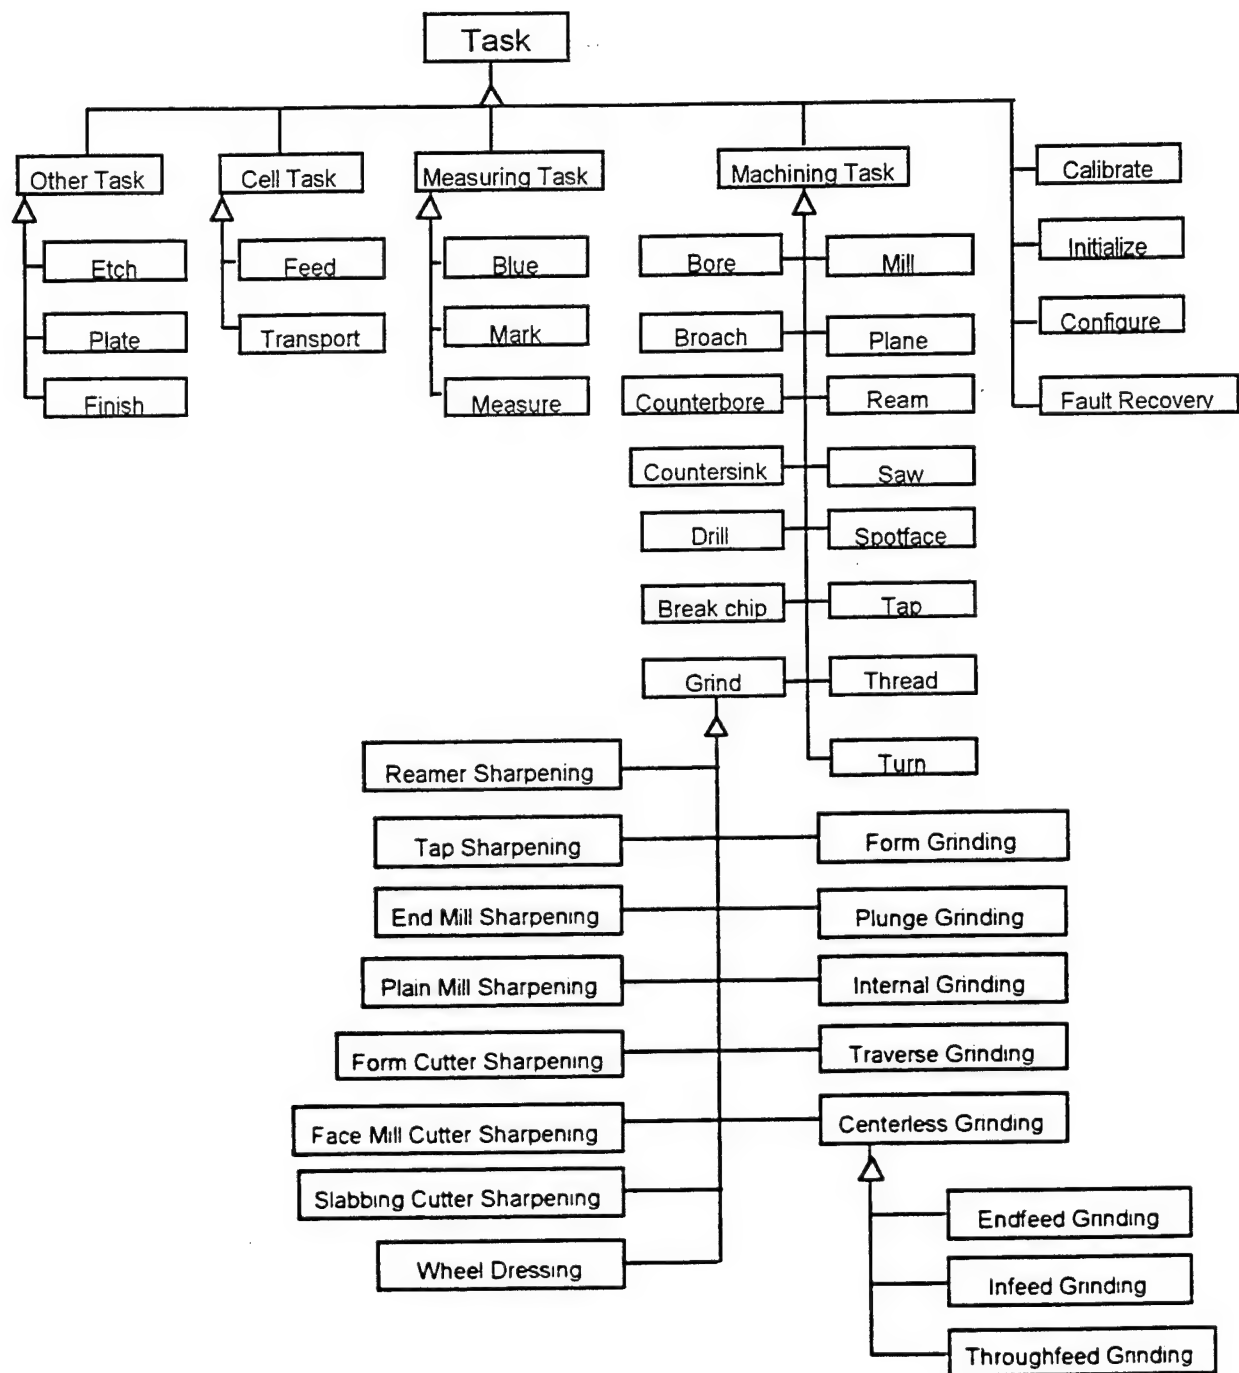 Task
Other Task
Cell Task
Measuring Task
Machining Task
Calibrate
Initialize
Configure
Fault Recovery
Etch
Plate
Finish
Feed
Transport
Blue
Mark
Measure
Bore
Mill
Broach
Plane
Counterbore
Ream
Countersink
Saw
Drill
Spotface
Break chip
Tap
Grind
Thread
Turn
Reamer Sharpening
Tap Sharpening
Form Grinding
End Mill Sharpening
Plunge Grinding
Plain Mill Sharpening
Internal Grinding
Form Cutter Sharpening
Traverse Grinding
Face Mill Cutter Sharpening
Centerless Grinding
Slabbing Cutter Sharpening
Wheel Dressing
Endfeed Grinding
Infeed Grinding
Throughfeed Grinding